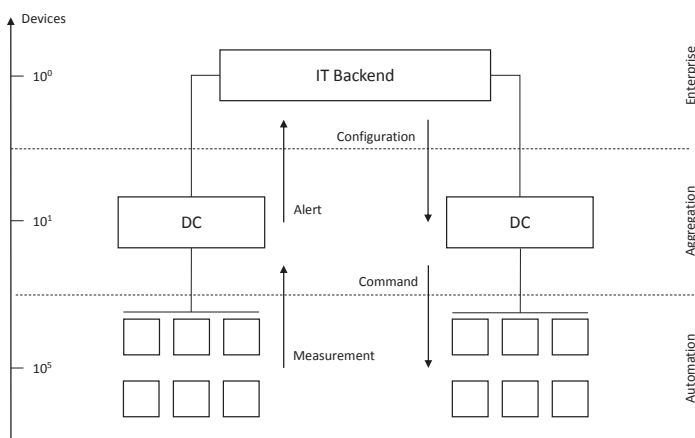 Devices
10⁰
IT Backend
Enterprise
Configuration
Alert
10¹
DC
DC
Aggregation
Command
Measurement
10⁵
Automation